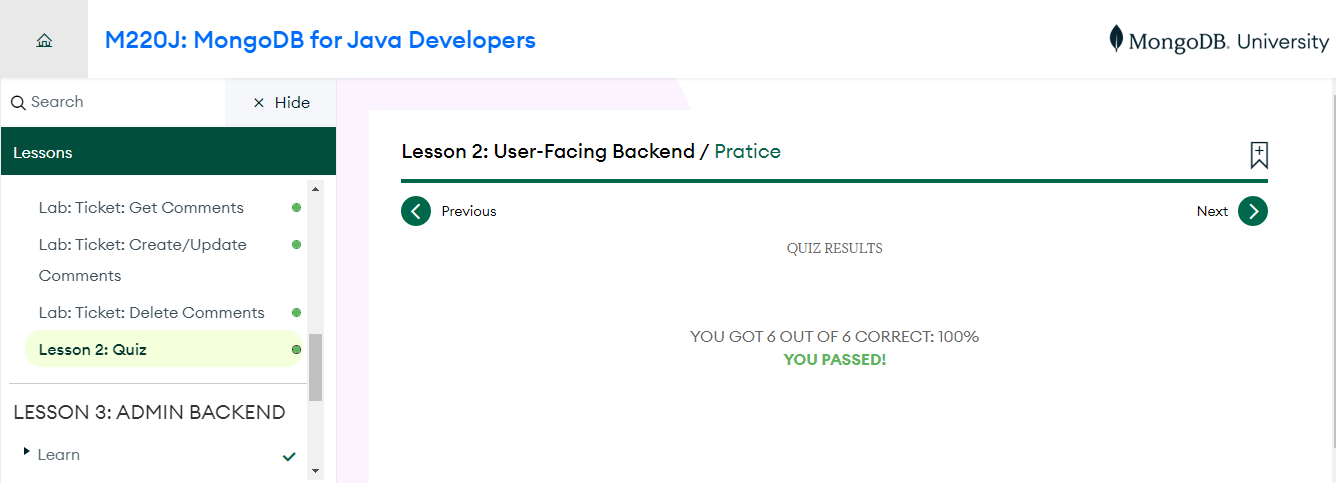 M220J: MongoDB for Java Developers
MongoDB. University
Search
Hide
Lessons
Lab: Ticket: Get Comments
Lab: Ticket: Create/Update
Comments
Lab: Ticket: Delete Comments
Lesson 2: Quiz
LESSON 3: ADMIN BACKEND
Learn
Lesson 2: User-Facing Backend / Pratice
Previous
Next
QUIZ RESULTS
YOU GOT 6 OUT OF 6 CORRECT: 100%
YOU PASSED!